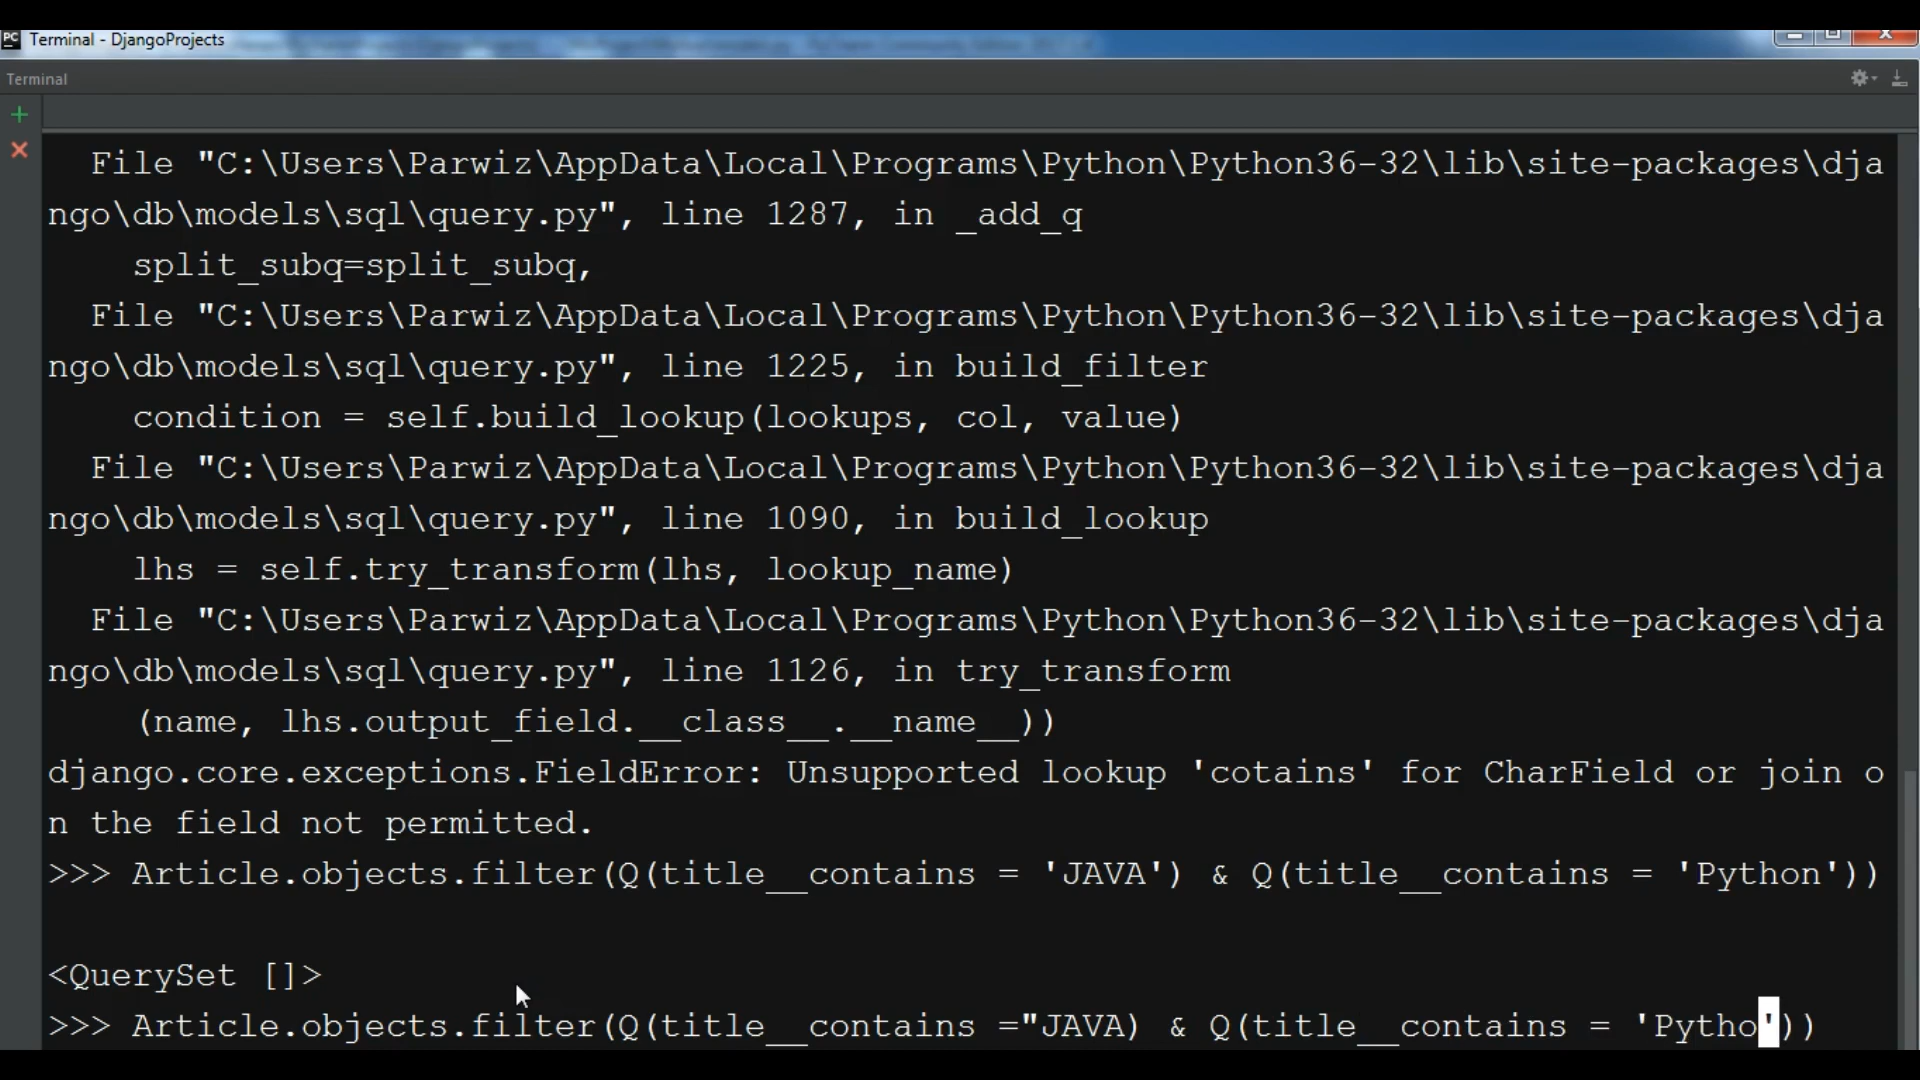 Terminal - DjangoProjects
Terminal
File "C:\Users\Parwiz\AppData\Local\Programs\Python\Python36-32\lib\site-packages\dja
ngo\db\models\sql\query.py", line 1287, in _add_q
split_subq=split_subq,
File "C:\Users\Parwiz\AppData\Local\Programs\Python\Python36-32\lib\site-packages\dja
ngo\db\models\sql\query.py", line 1225, in build_filter
condition = self.build_lookup(lookups, col, value)
File "C:\Users\Parwiz\AppData\Local\Programs\Python\Python36-32\lib\site-packages\dja
ngo\db\models\sql\query.py", line 1090, in build_lookup
lhs = self.try_transform(lhs, lookup_name)
File "C:\Users\Parwiz\AppData\Local\Programs\Python\Python36-32\lib\site-packages\dja
ngo\db\models\sql\query.py", line 1126, in try_transform
(name, lhs.output_field.__class__.__name__))
django.core.exceptions.FieldError: Unsupported lookup 'cotains' for CharField or join o
n the field not permitted.
>>> Article.objects.filter(Q(title__contains = 'JAVA') & Q(title__contains = 'Python'))
<QuerySet []>
>>> Article.objects.filter(Q(title__contains ="JAVA) & Q(title__contains = 'Pytho'))